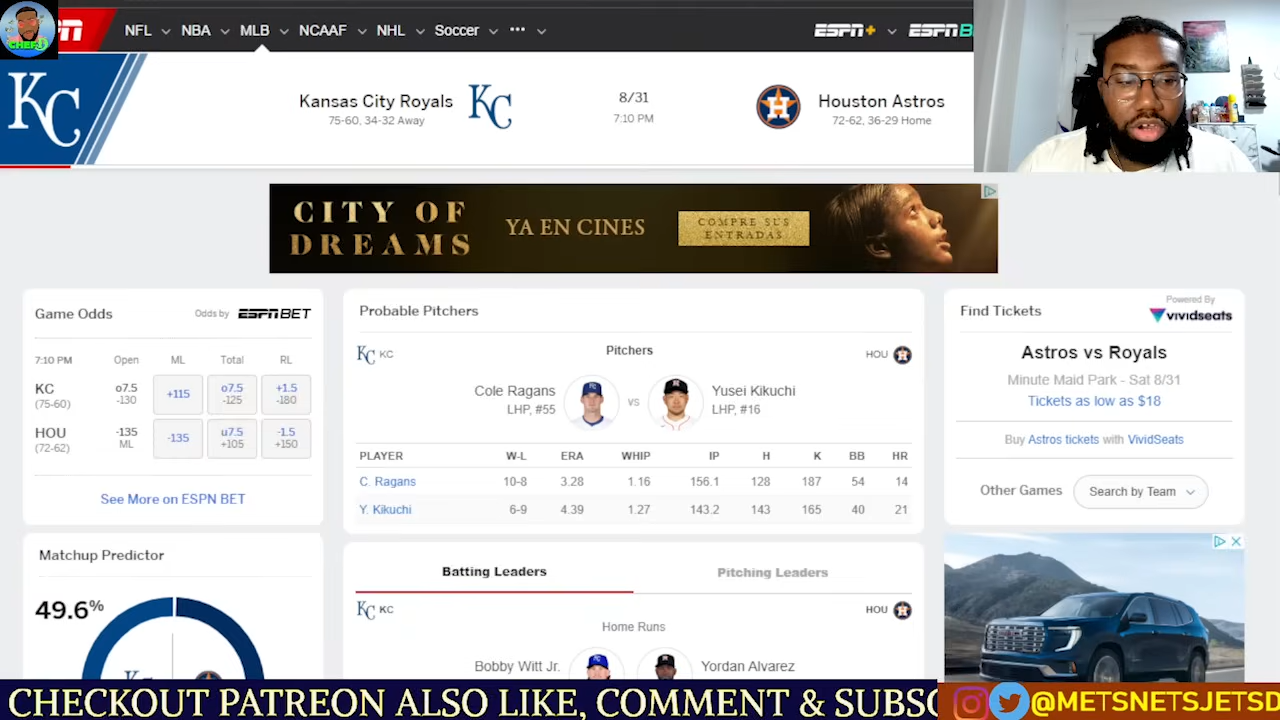 CHEF
NFL NBA MLB NCAAF NHL Soccer ••• ESPN+ ESPN
KC
Kansas City Royals KC 8/31 H Houston Astros
75-60, 34-32 Away 7:10 PM 72-62, 36-29 Home
CITY OF DREAMS YA EN CINES COMPRE SUS ENTRADAS
Game Odds Odds by ESPN BET
7:10 PM Open ML Total RL
KC o7.5 +115 o7.5 +1.5
(75-60) -130 -125 -180
HOU -135 -135 u7.5 -1.5
(72-62) ML +105 +150
See More on ESPN BET
Matchup Predictor
49.6%
Probable Pitchers
KC KC Pitchers HOU
Cole Ragans vs Yusei Kikuchi
LHP, #55 LHP, #16
PLAYER W-L ERA WHIP IP H K BB HR
C. Ragans 10-8 3.28 1.16 156.1 128 187 54 14
Y. Kikuchi 6-9 4.39 1.27 143.2 143 165 40 21
Batting Leaders Pitching Leaders
KC KC HOU
Home Runs
Bobby Witt Jr. Yordan Alvarez
Find Tickets Powered By vividseats
Astros vs Royals
Minute Maid Park - Sat 8/31
Tickets as low as $18
Buy Astros tickets with VividSeats
Other Games Search by Team
CHECKOUT PATREON ALSO LIKE, COMMENT & SUBSC
@METSNETSJETSD